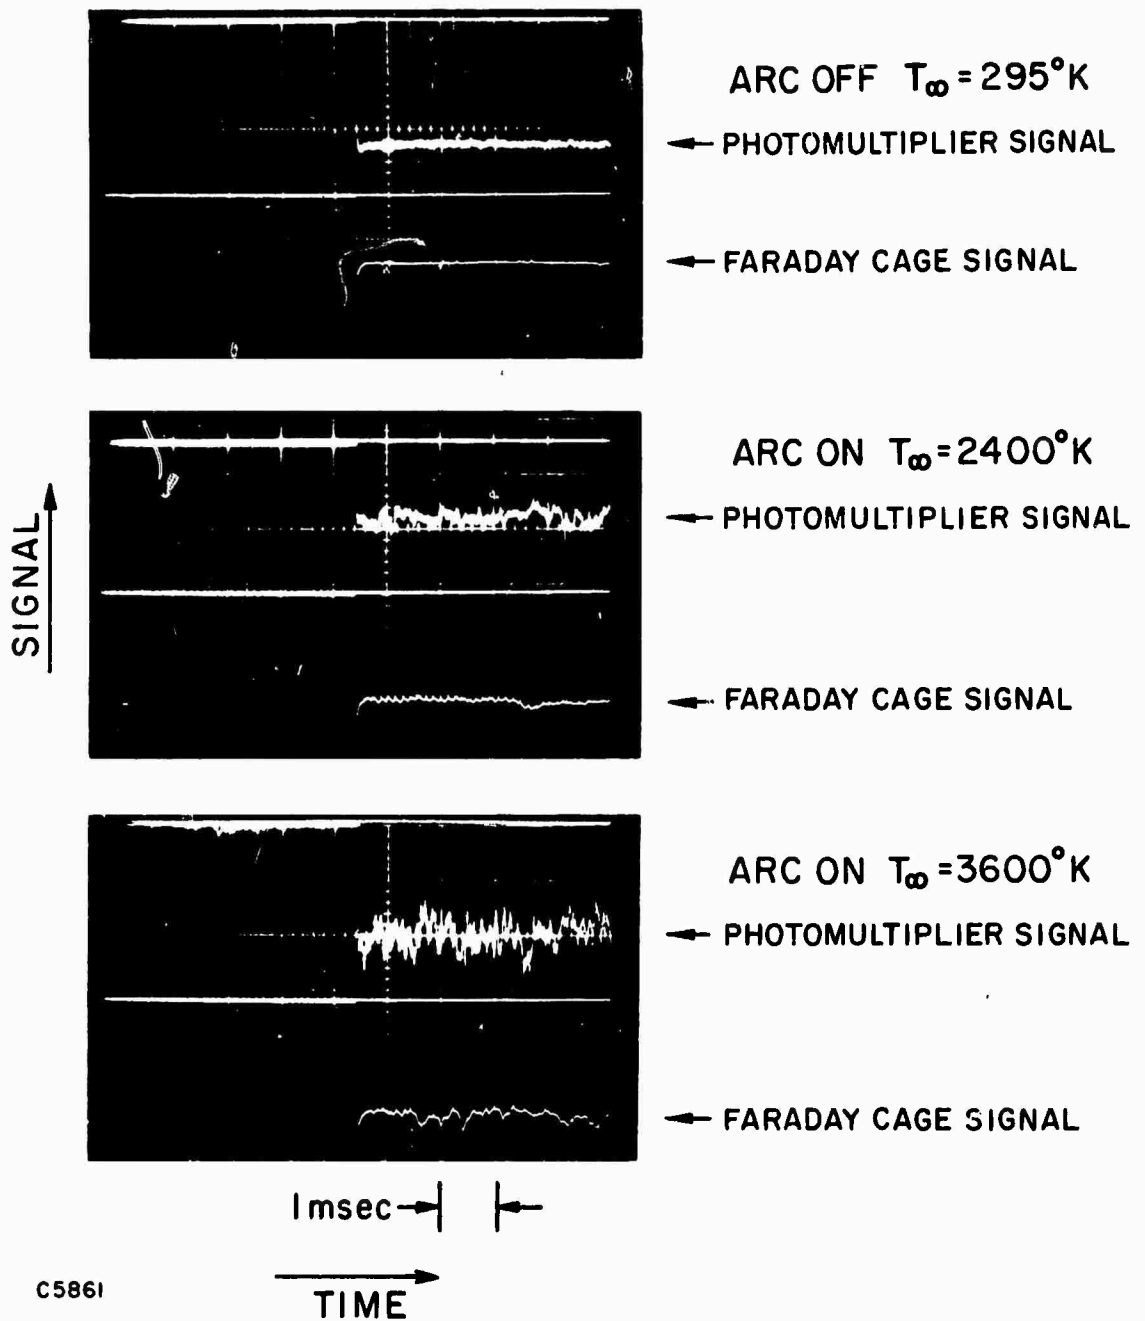 ARC OFF T∞ = 295°K
PHOTOMULTIPLIER SIGNAL
FARADAY CAGE SIGNAL
ARC ON T∞ = 2400°K
PHOTOMULTIPLIER SIGNAL
FARADAY CAGE SIGNAL
SIGNAL
ARC ON T∞ = 3600°K
PHOTOMULTIPLIER SIGNAL
FARADAY CAGE SIGNAL
1 msec
TIME
C5861